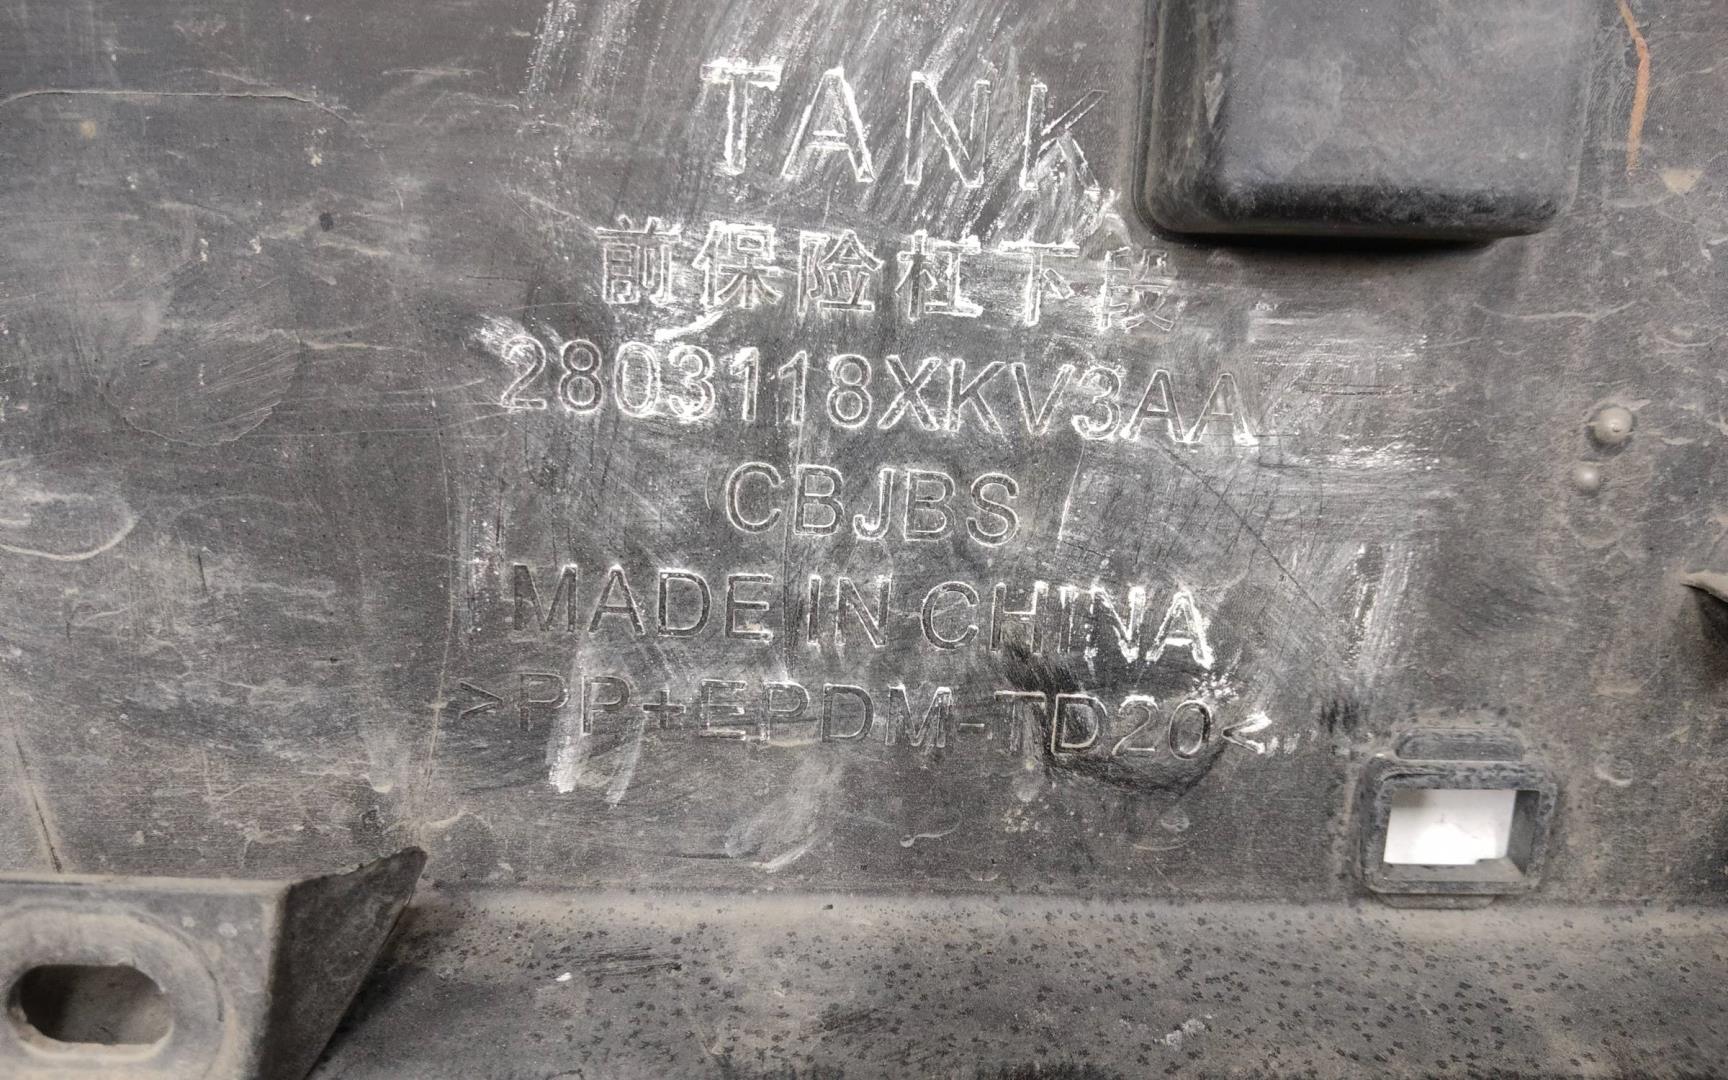 TANK
前保险杠下段
2803118XKV3AA
CBJBS
MADE IN CHINA
>PP+EPDM-TD20<